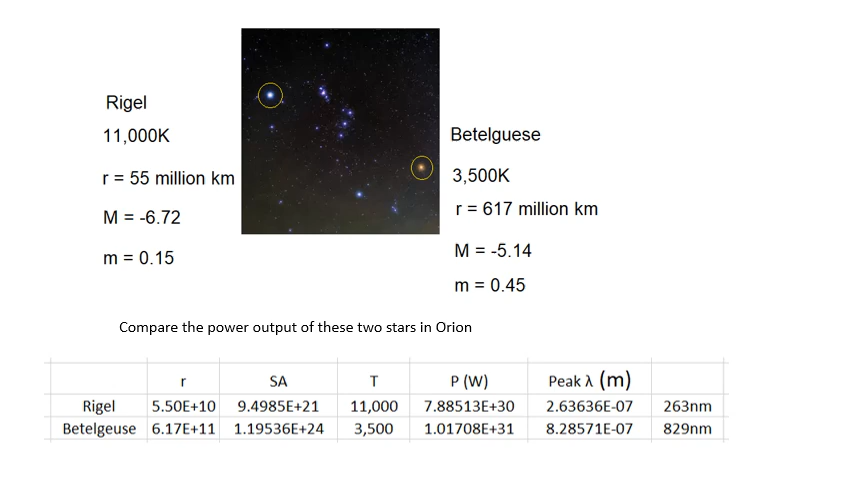 Rigel
11,000K
r = 55 million km
M = -6.72
m = 0.15
Betelguese
3,500K
r = 617 million km
M = -5.14
m = 0.45
Compare the power output of these two stars in Orion
r SA T P (W) Peak λ (m)
Rigel 5.50E+10 9.4985E+21 11,000 7.88513E+30 2.63636E-07 263nm
Betelgeuse 6.17E+11 1.19536E+24 3,500 1.01708E+31 8.28571E-07 829nm